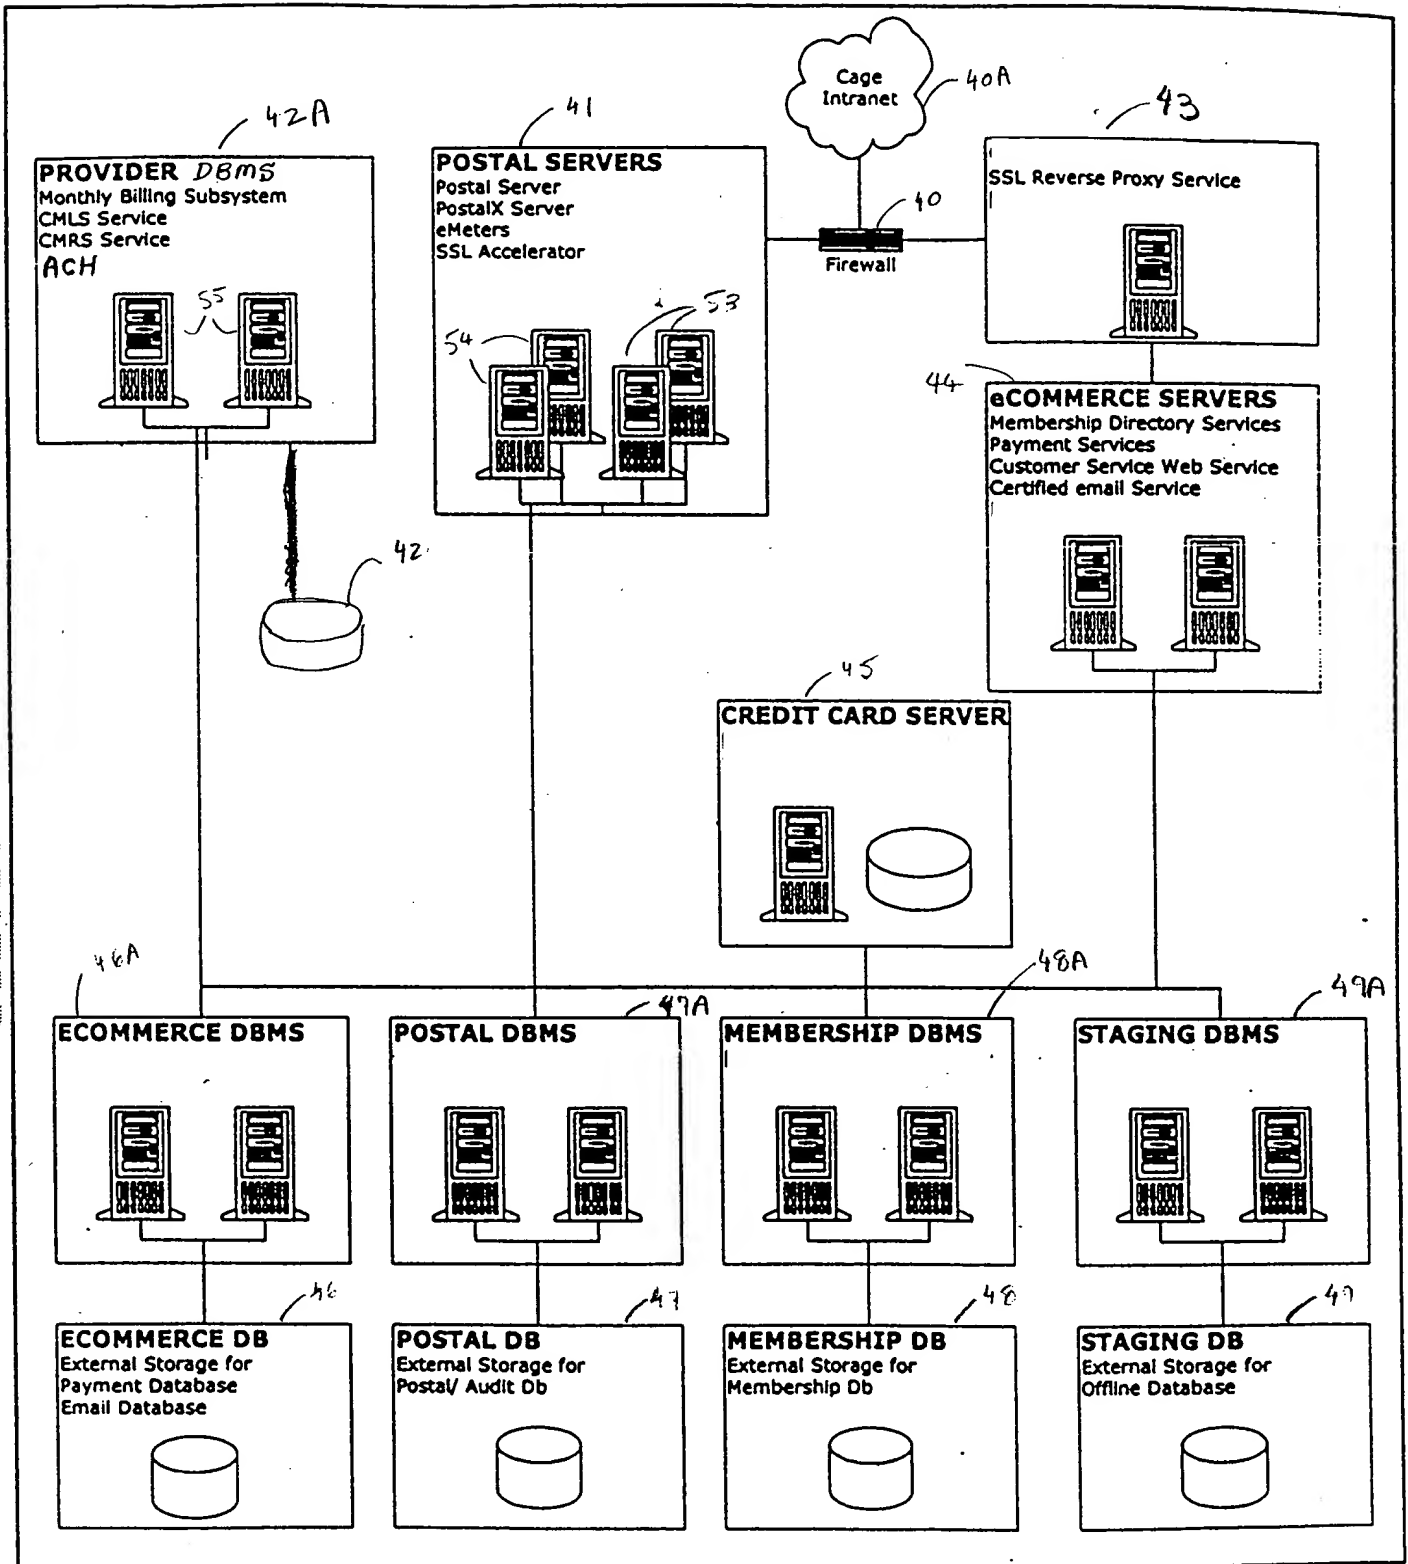 Cage
Intranet
40A
42A
41
43
PROVIDER DBMS
Monthly Billing Subsystem
CMLS Service
CMRS Service
ACH
55
POSTAL SERVERS
Postal Server
PostalX Server
eMeters
SSL Accelerator
54
53
40
Firewall
SSL Reverse Proxy Service
44
eCOMMERCE SERVERS
Membership Directory Services
Payment Services
Customer Service Web Service
Certified email Service
42
45
CREDIT CARD SERVER
46A
47A
48A
49A
ECOMMERCE DBMS
POSTAL DBMS
MEMBERSHIP DBMS
STAGING DBMS
46
47
48
49
ECOMMERCE DB
External Storage for
Payment Database
Email Database
POSTAL DB
External Storage for
Postal/ Audit Db
MEMBERSHIP DB
External Storage for
Membership Db
STAGING DB
External Storage for
Offline Database